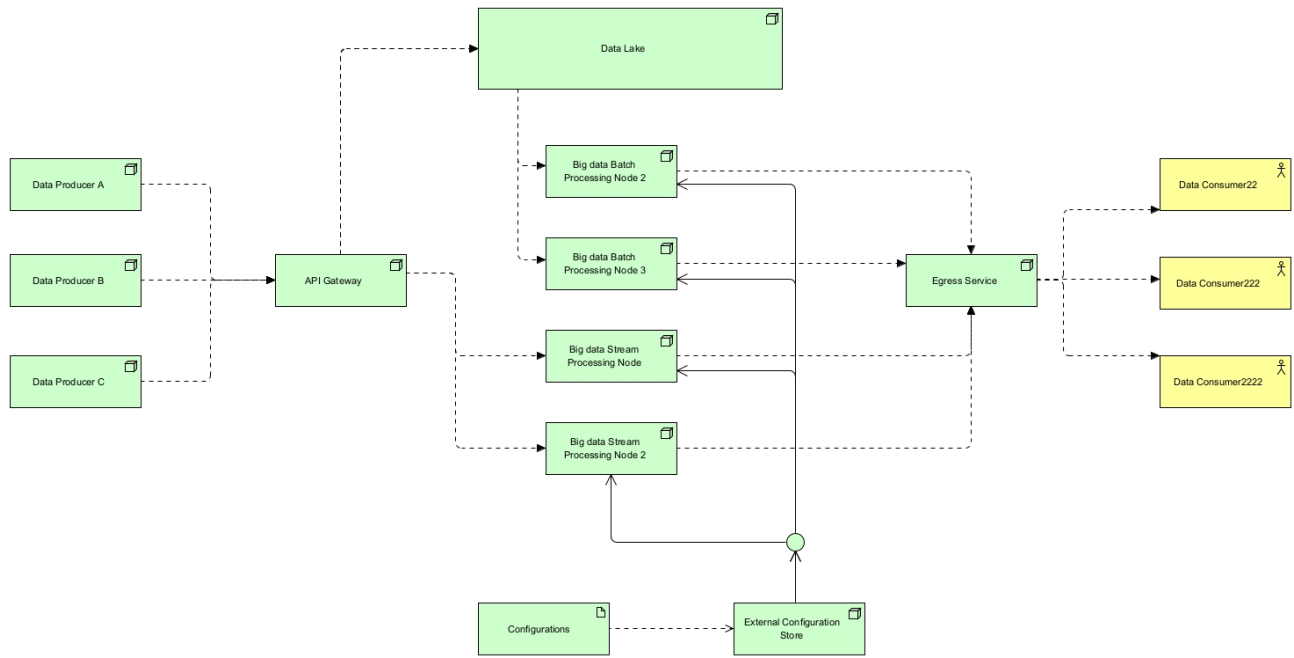 Data Lake
Big data Batch
Processing Node 2
Data Producer A
Data Consumer22
Big data Batch
Processing Node 3
Data Producer B
API Gateway
Egress Service
Data Consumer222
Big data Stream
Processing Node
Data Producer C
Data Consumer2222
Big data Stream
Processing Node 2
Configurations
External Configuration
Store